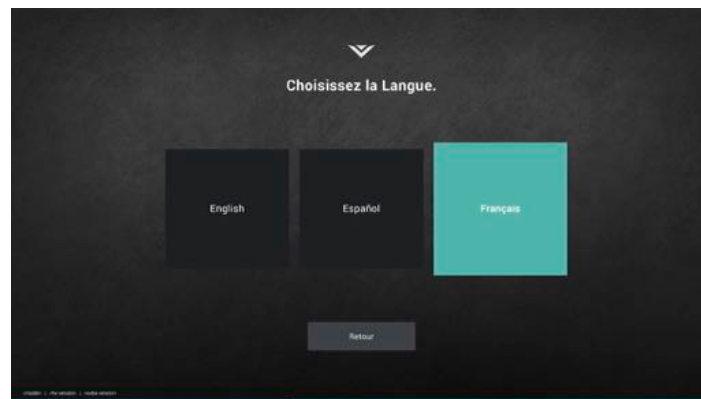 Choisissez la Langue.
English
Español
Français
Retour